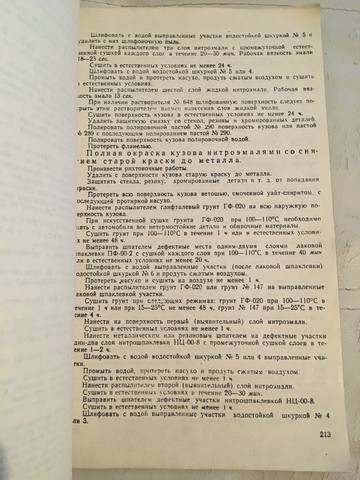 Шлифовать с водой выправленные участки водостойкой шкуркой № 5 и
удалить с них шлифовочную пыль.
Нанести распылителем три слоя нитроэмали с промежуточной естест-
венной сушкой каждого слоя в течение 20—30 мин. Рабочая вязкость эмали
18—23 сек.
Сушить в естественных условиях не менее 24 ч.
Шлифовать с водой водостойкой шкуркой № 5 или 4.
Промыть водой и протереть насухо, продуть сжатым воздухом и сушить
в естественных условиях.
Нанести распылителем шестой слой жидкой нитроэмали. Рабочая вяз-
кость эмали 13 сек.
При наличии растворителя № 648 шлифованную поверхность следует по-
крыть этим растворителем взамен нанесения слоя жидкой эмали.
Сушить поверхность кузова в естественных условиях не менее 24 ч.
Удалить защитную смазку со стекол, резины и хромированных деталей.
Полировать поверхность кузова полировочной пастой № 290 или пастой
№ 289 с последующим полированием пастой № 290.
Полировать поверхность кузова полировочной водой.
Протереть фланелью.
Полная окраска кузова нитроэмалями со сня-
тием старой краски до металла.
Произвести рихтовочные работы.
Удалить с поверхности кузова старую краску до металла.
Защитить стекла, резину, хромированные детали и т. д. от попадания
краски.
Протереть всю поверхность кузова ветошью, смоченной уайт-спиритом, с
последующей протиркой насухо.
Нанести распылителем глифталевый грунт ГФ-020 на всю наружную по-
верхность кузова.
При искусственной сушке грунта ГФ-020 при 100—110°С необходимо
снять с автомобиля все нетермостойкие детали и обивочные материалы.
Сушить грунт при 100—110°С в течение 1 ч или в естественных услови-
ях не менее 48 ч.
Выправить шпателем дефектные места одним-двумя слоями лаковой
шпаклевки ПФ-00-2 с сушкой каждого слоя при 100—110°С в течение 40 мин
или в естественных условиях не менее 20 ч.
Шлифовать с водой выправленные участки (после лаковой шпаклевки)
водостойкой шкуркой № 6 и продуть сжатым воздухом.
Протереть насухо и сушить на воздухе не менее 1 ч.
Нанести распылителем грунт ГФ-020 или грунт № 147 на выправленные
лаковой шпаклевкой участки.
Сушить грунт при следующих режимах: грунт ГФ-020 при 100—110°С в
течение 1 ч или при 15—25°С не менее 48 ч, грунт № 147 при 15—25°С в те-
чение 4 ч.
Нанести на поверхность первый (выявительный) слой нитроэмали.
Сушить в естественных условиях не менее 1 ч.
Нанести металлическим или резиновым шпателем на дефектные участки
один-два слоя нитрошпаклевки НЦ-00-8 с промежуточной сушкой слоев в те-
чение 1—2 ч.
Шлифовать с водой водостойкой шкуркой № 5 или 4 выправленные учас-
тки.
Промыть водой, протереть насухо и продуть сжатым воздухом.
Сушить в естественных условиях не менее 1 ч.
Нанести распылителем второй (выявительный) слой нитроэмали.
Сушить в естественных условиях в течение 20—30 мин.
Выправить шпателем дефектные участки нитрошпаклевкой НЦ-00-8.
Сушить в естественных условиях не менее 1 ч.
Шлифовать с водой выправленные участки водостойкой шкуркой № 4
или 3.
213